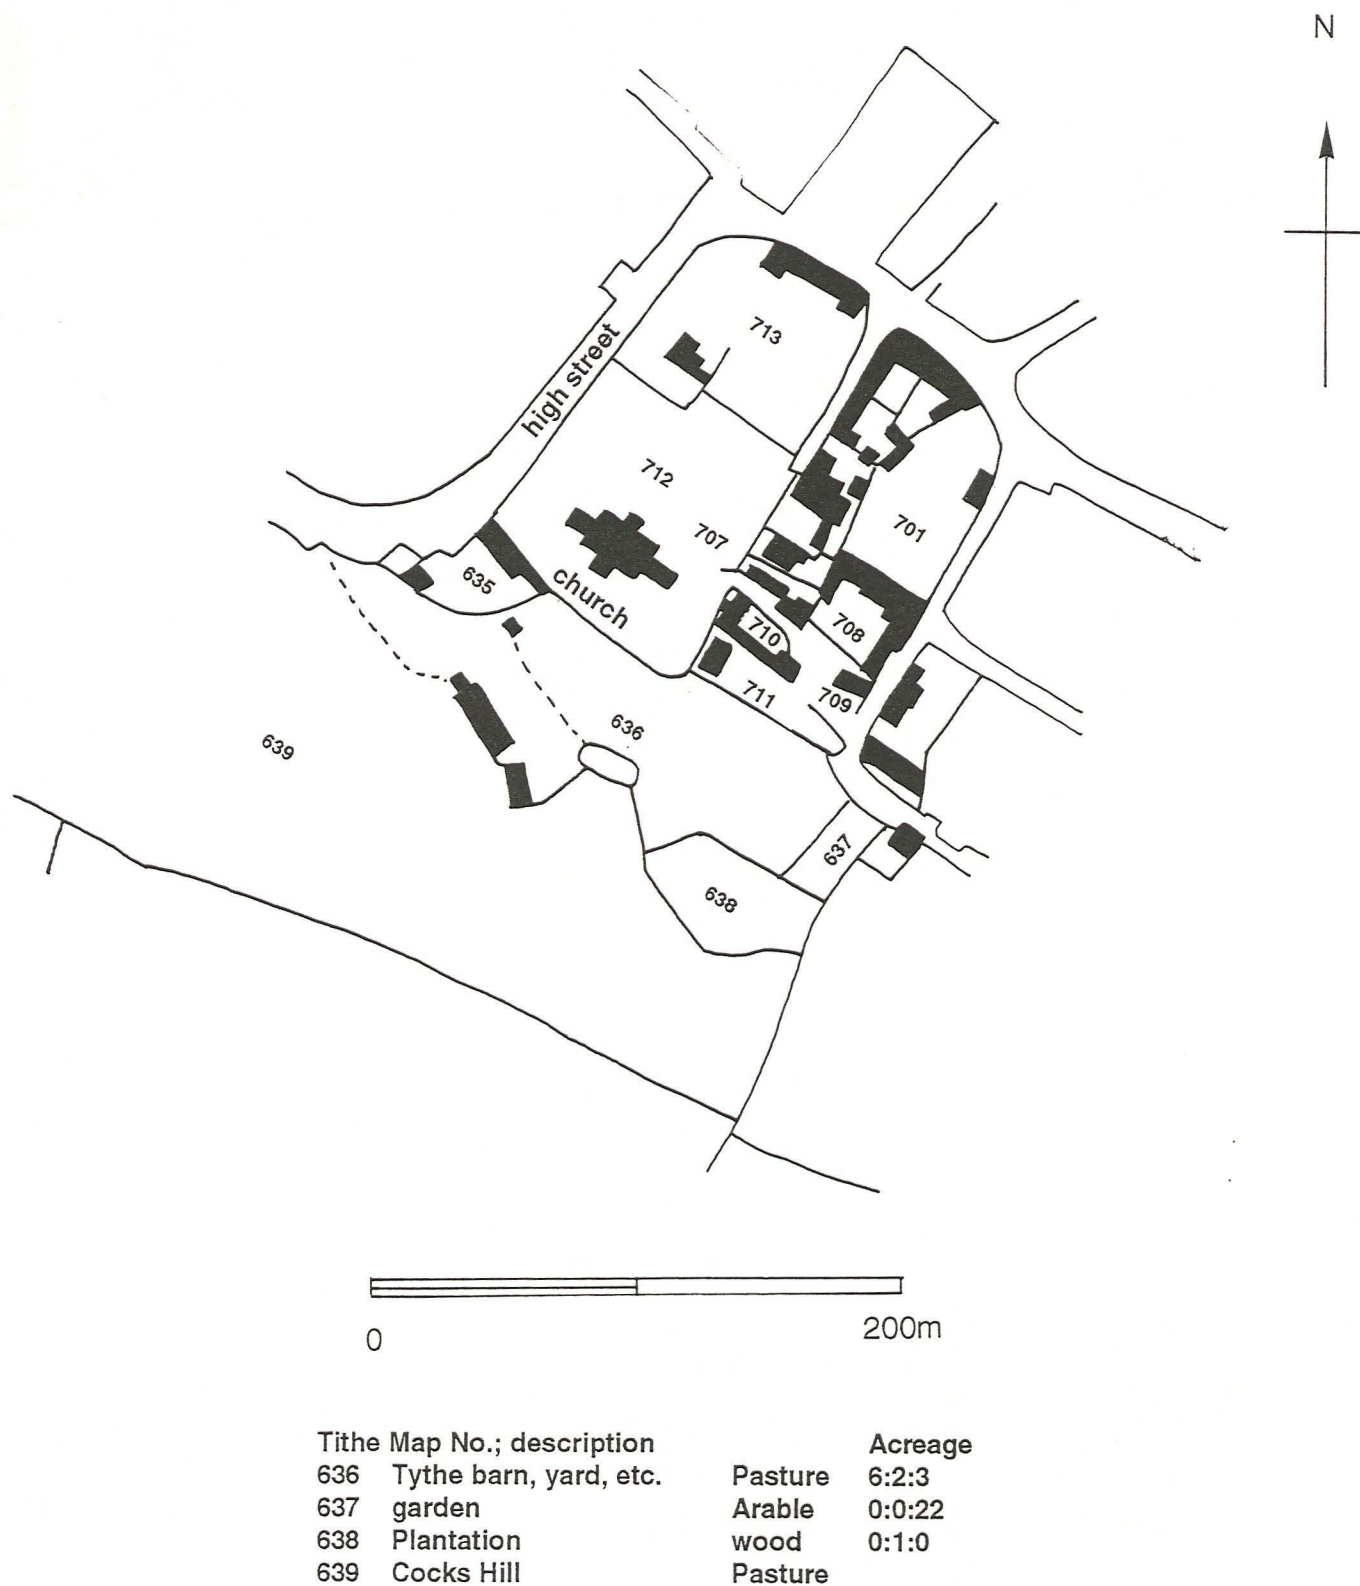 N
713
high street
712
707
701
635
church
710
708
711
709
636
639
637
638
0
200m
Tithe Map No.; description Acreage
636 Tythe barn, yard, etc. Pasture 6:2:3
637 garden Arable 0:0:22
638 Plantation wood 0:1:0
639 Cocks Hill Pasture